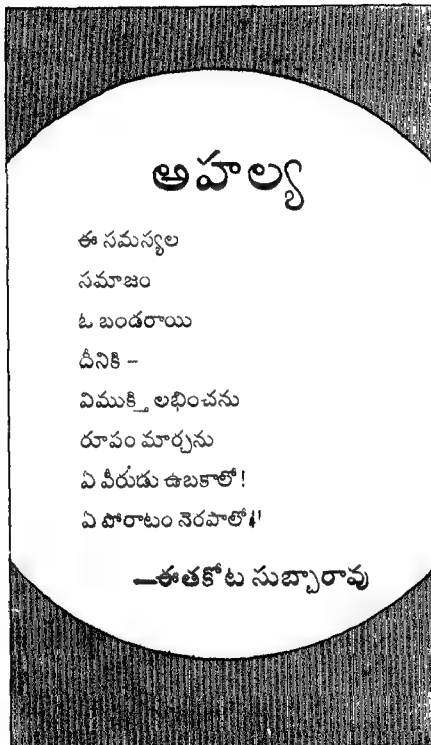 అహల్య
ఈ సమస్యల
సమాజం
ఓ బండరాయి
దీనికి –
విముక్తి లభించను
రూపం మార్చను
ఏ వీరుడు ఉబకాలో!
ఏ పోరాటం నెరపాలో!'
—ఈతకోట సుబ్బారావు